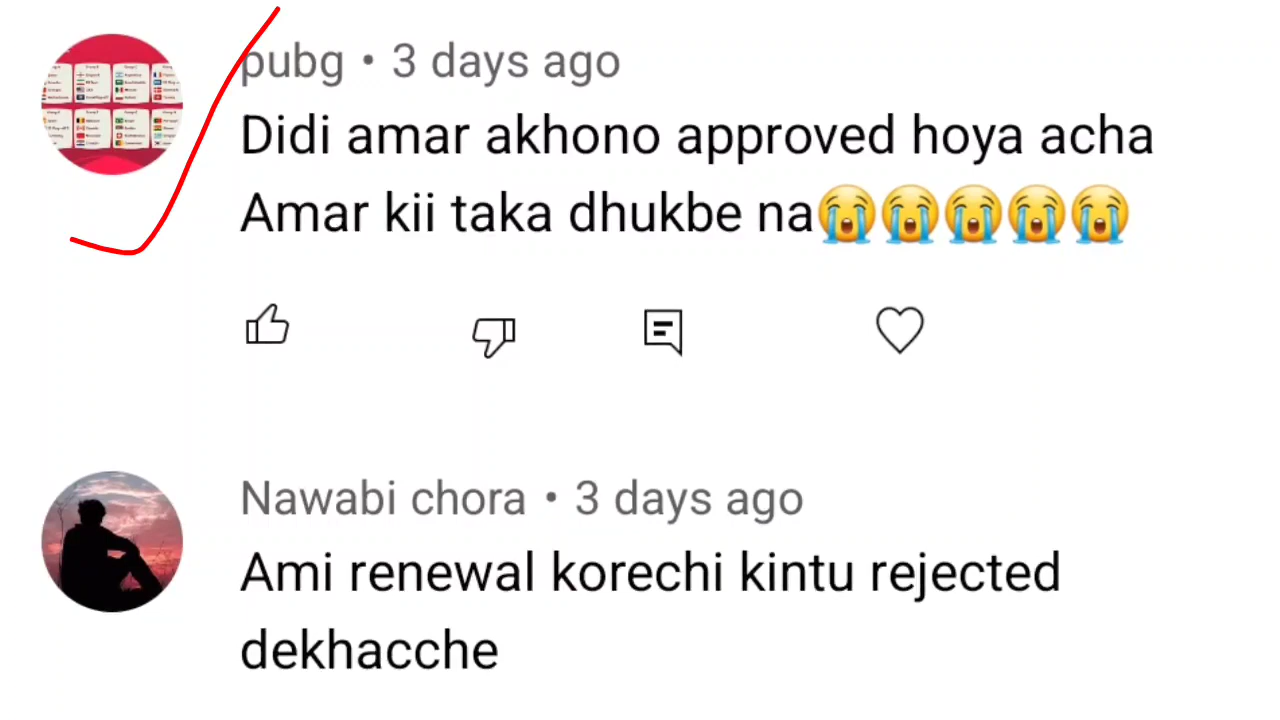 pubg • 3 days ago
Didi amar akhono approved hoya acha
Amar kii taka dhukbe na😭😭😭😭😭
Nawabi chora • 3 days ago
Ami renewal korechi kintu rejected
dekhacche